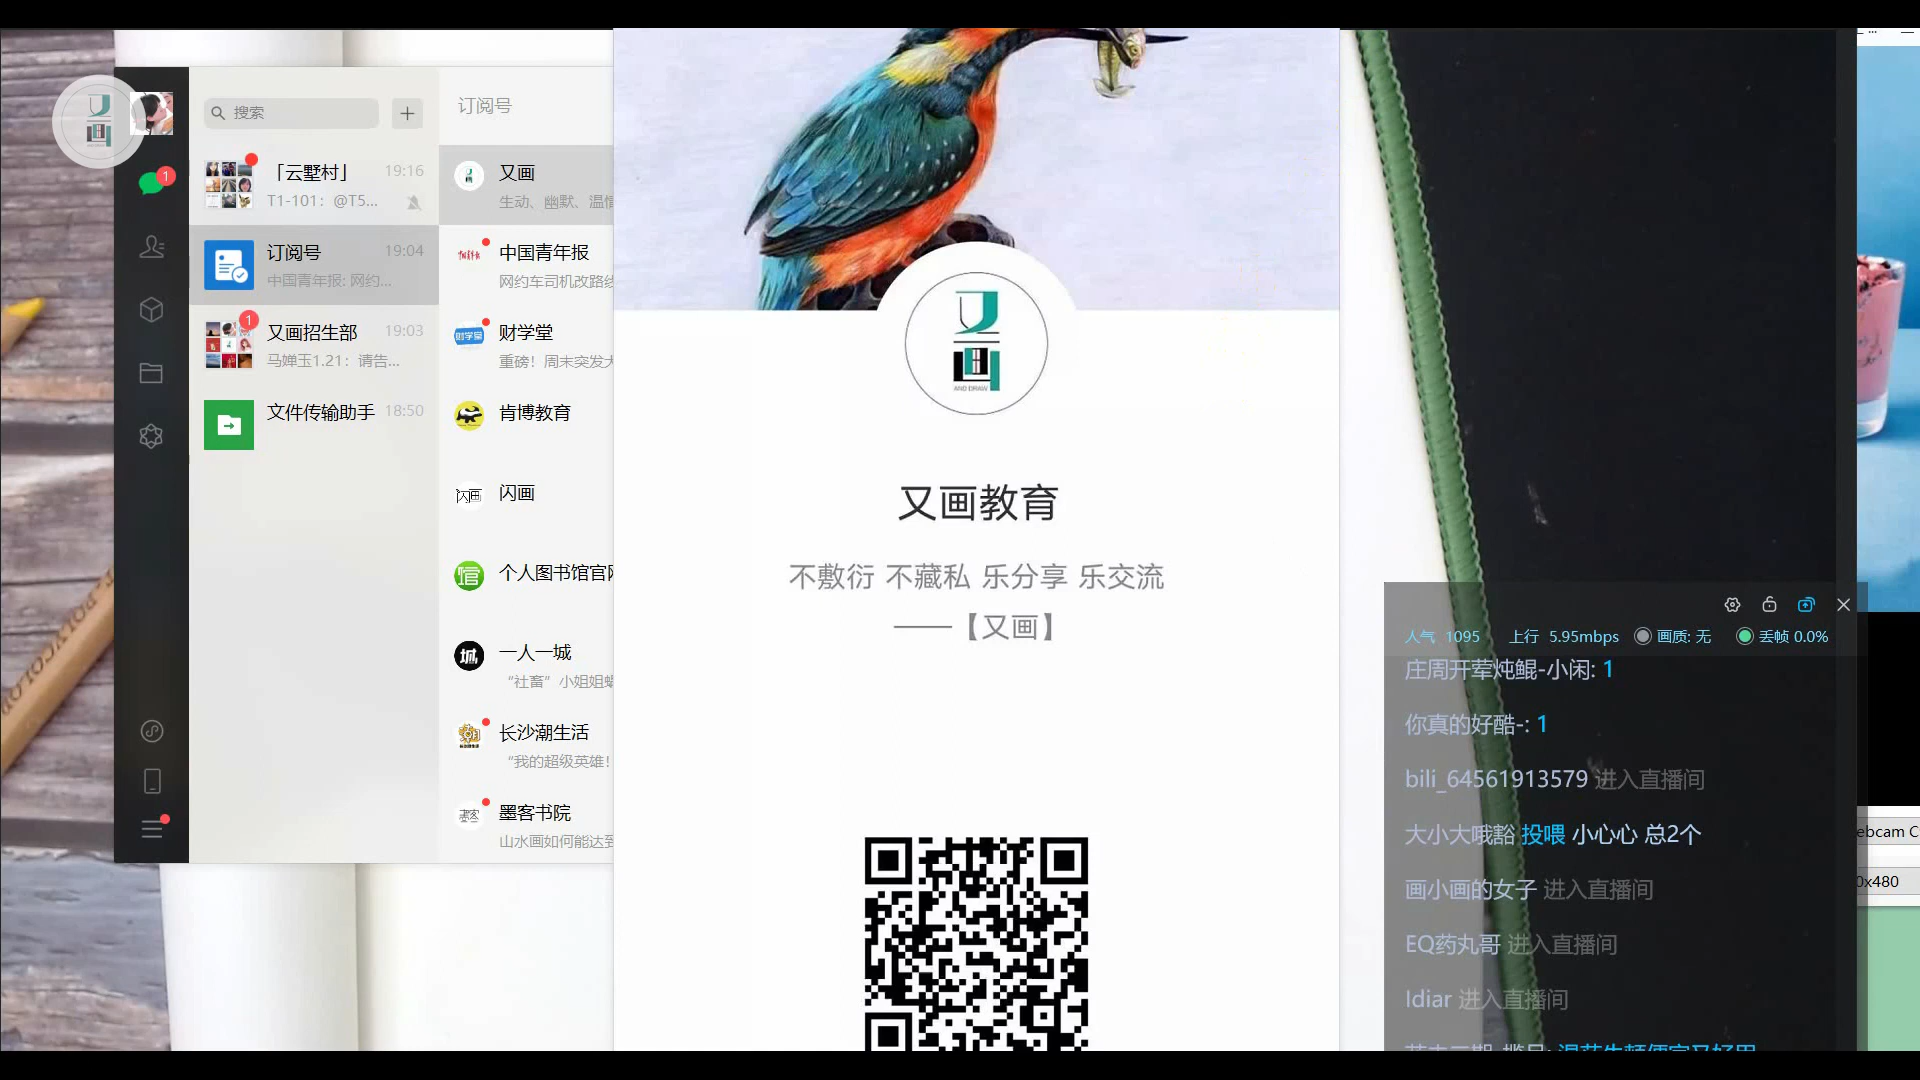 搜索
「云墅村」 19:16
T1-101：@T5...
订阅号 19:04
中国青年报: 网约...
又画招生部 19:03
马婵玉1.21：请告...
文件传输助手 18:50
1
1
订阅号
又画
生动、幽默、温情
中国青年报
网约车司机改路线
财学堂
重磅！周末突发大
肯博教育
闪画
个人图书馆官网
一人一城
“社畜”小姐姐蝶
长沙潮生活
“我的超级英雄！
墨客书院
山水画如何能达到
AND DRAW
又画教育
不敷衍 不藏私 乐分享 乐交流
——【又画】
人气 1095 上行 5.95mbps 画质: 无 丢帧 0.0%
庄周开荤炖鲲-小闲: 1
你真的好酷-: 1
bili_64561913579 进入直播间
大小大哦豁 投喂 小心心 总2个
画小画的女子 进入直播间
EQ药丸哥 进入直播间
Idiar 进入直播间
ebcam C
0x480